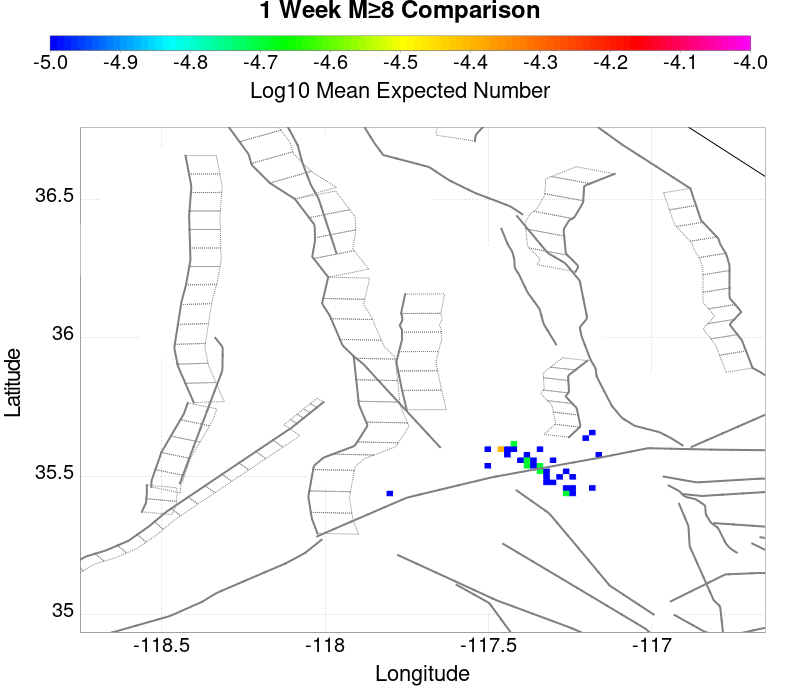 1 Week M≥8 Comparison
-5.0 -4.9 -4.8 -4.7 -4.6 -4.5 -4.4 -4.3 -4.2 -4.1 -4.0
Log10 Mean Expected Number
36.5
36
35.5
35
Latitude
-118.5 -118 -117.5 -117
Longitude